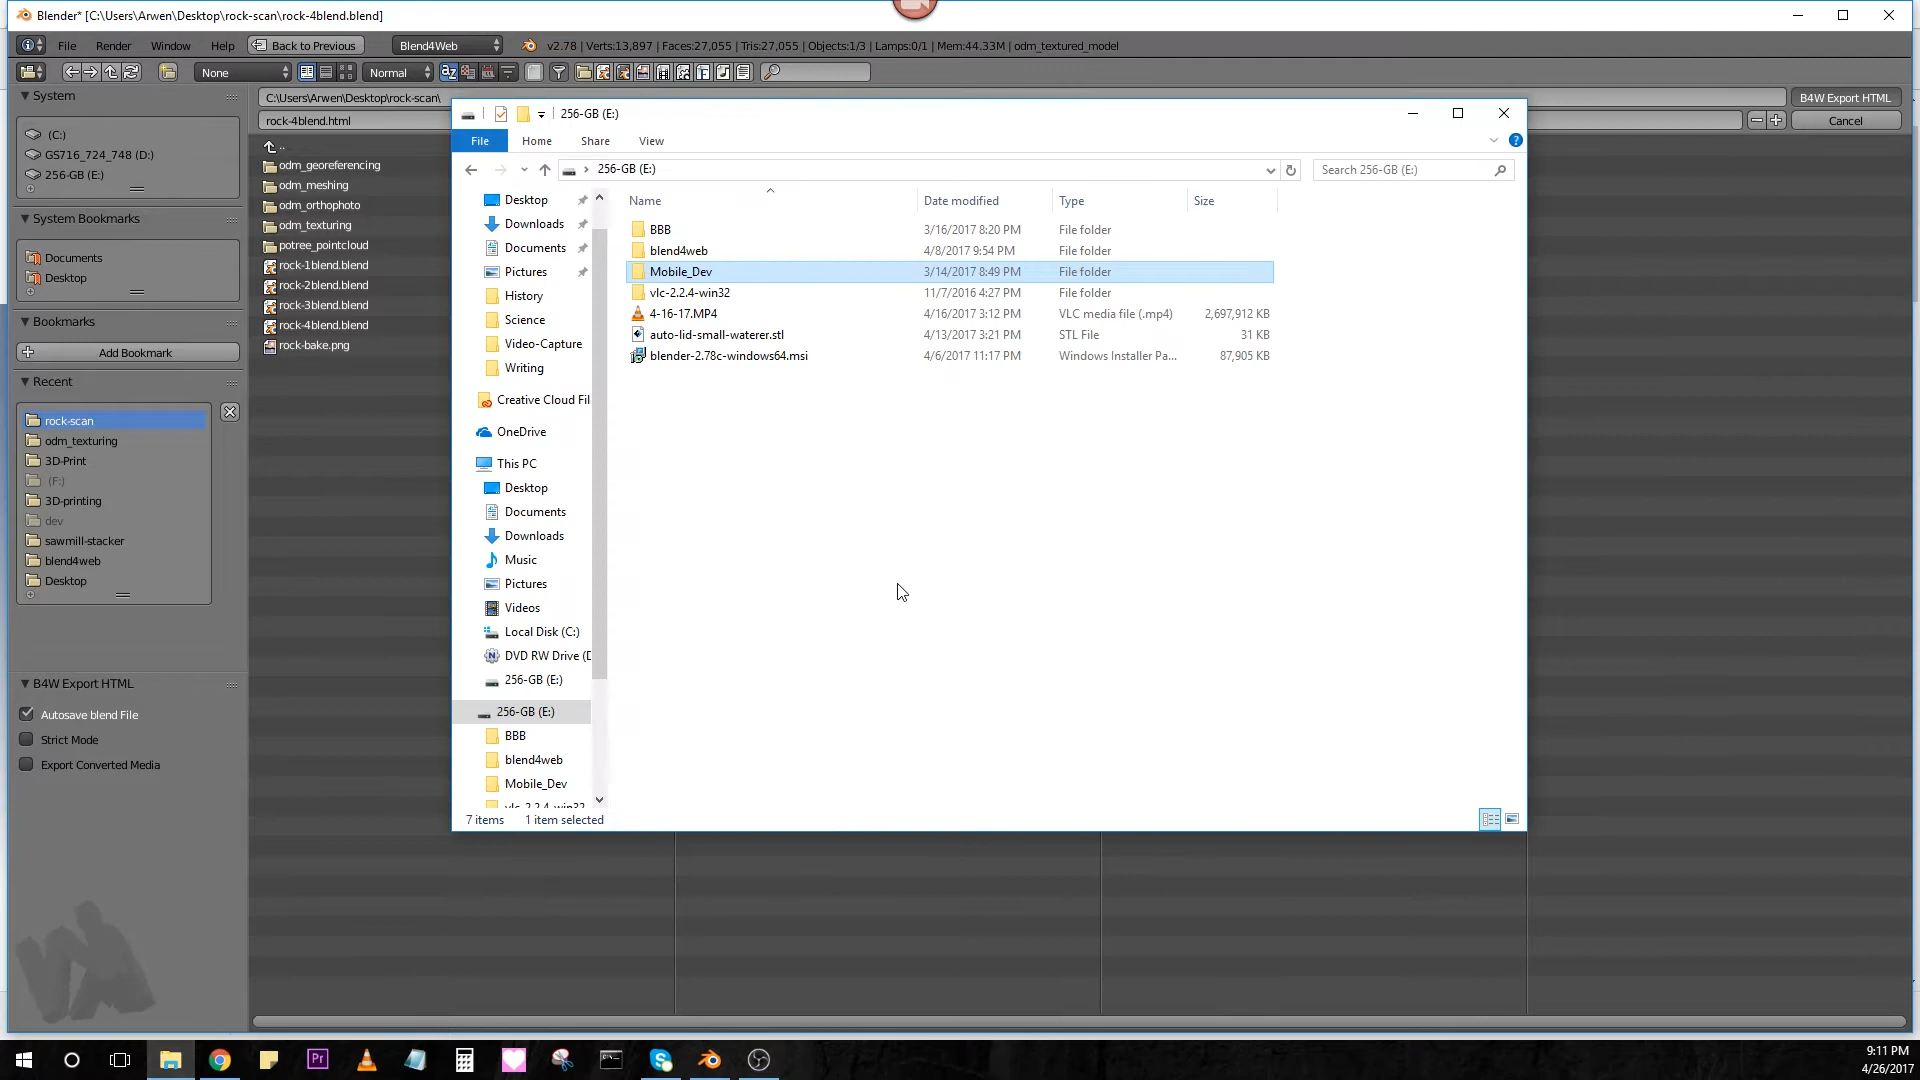 Blender* [C:\Users\Arwen\Desktop\rock-scan\rock-4blend.blend]
File Render Window Help Back to Previous Blend4Web v2.78 | Verts:13,897 | Faces:27,055 | Tris:27,055 | Objects:1/3 | Lamps:0/1 | Mem:44.33M | odm_textured_model
None Normal
System
(C:)
GS716_724_748 (D:)
256-GB (E:)
System Bookmarks
Documents
Desktop
Bookmarks
Add Bookmark
Recent
rock-scan
odm_texturing
3D-Print
(F:)
3D-printing
dev
sawmill-stacker
blend4web
Desktop
B4W Export HTML
Autosave blend File
Strict Mode
Export Converted Media
C:\Users\Arwen\Desktop\rock-scan\
B4W Export HTML
rock-4blend.html
Cancel
..
odm_georeferencing
odm_meshing
odm_orthophoto
odm_texturing
potree_pointcloud
rock-1blend.blend
rock-2blend.blend
rock-3blend.blend
rock-4blend.blend
rock-bake.png
256-GB (E:)
File Home Share View
256-GB (E:)
Search 256-GB (E:)
Desktop
Downloads
Documents
Pictures
History
Science
Video-Capture
Writing
Creative Cloud Fil
OneDrive
This PC
Desktop
Documents
Downloads
Music
Pictures
Videos
Local Disk (C:)
DVD RW Drive (D
256-GB (E:)
256-GB (E:)
BBB
blend4web
Mobile_Dev
vlc-2.2.4-win32
Name Date modified Type Size
BBB 3/16/2017 8:20 PM File folder
blend4web 4/8/2017 9:54 PM File folder
Mobile_Dev 3/14/2017 8:49 PM File folder
vlc-2.2.4-win32 11/7/2016 4:27 PM File folder
4-16-17.MP4 4/16/2017 3:12 PM VLC media file (.mp4) 2,697,912 KB
auto-lid-small-waterer.stl 4/13/2017 3:21 PM STL File 31 KB
blender-2.78c-windows64.msi 4/6/2017 11:17 PM Windows Installer Pa... 87,905 KB
7 items 1 item selected
9:11 PM
4/26/2017